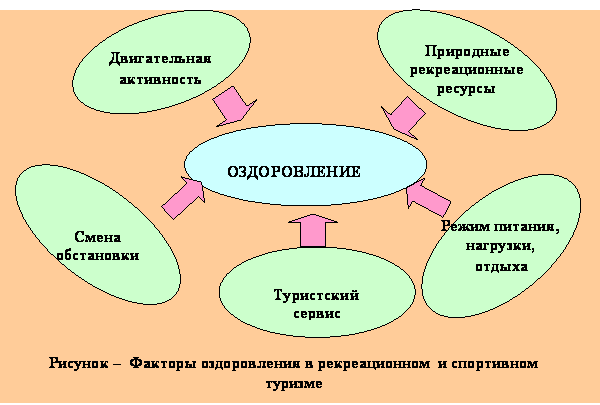 Двигательная
активность
Природные
рекреационные
ресурсы
ОЗДОРОВЛЕНИЕ
Смена
обстановки
Режим питания,
нагрузки,
отдыха
Туристский
сервис
Рисунок – Факторы оздоровления в рекреационном и спортивном
туризме